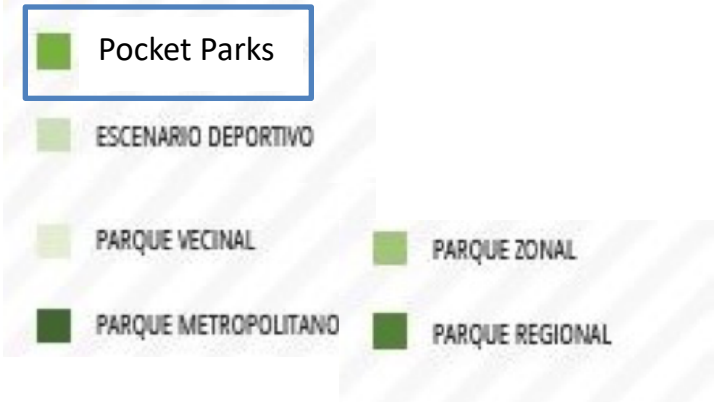 Pocket Parks
ESCENARIO DEPORTIVO
PARQUE VECINAL
PARQUE METROPOLITANO
PARQUE ZONAL
PARQUE REGIONAL